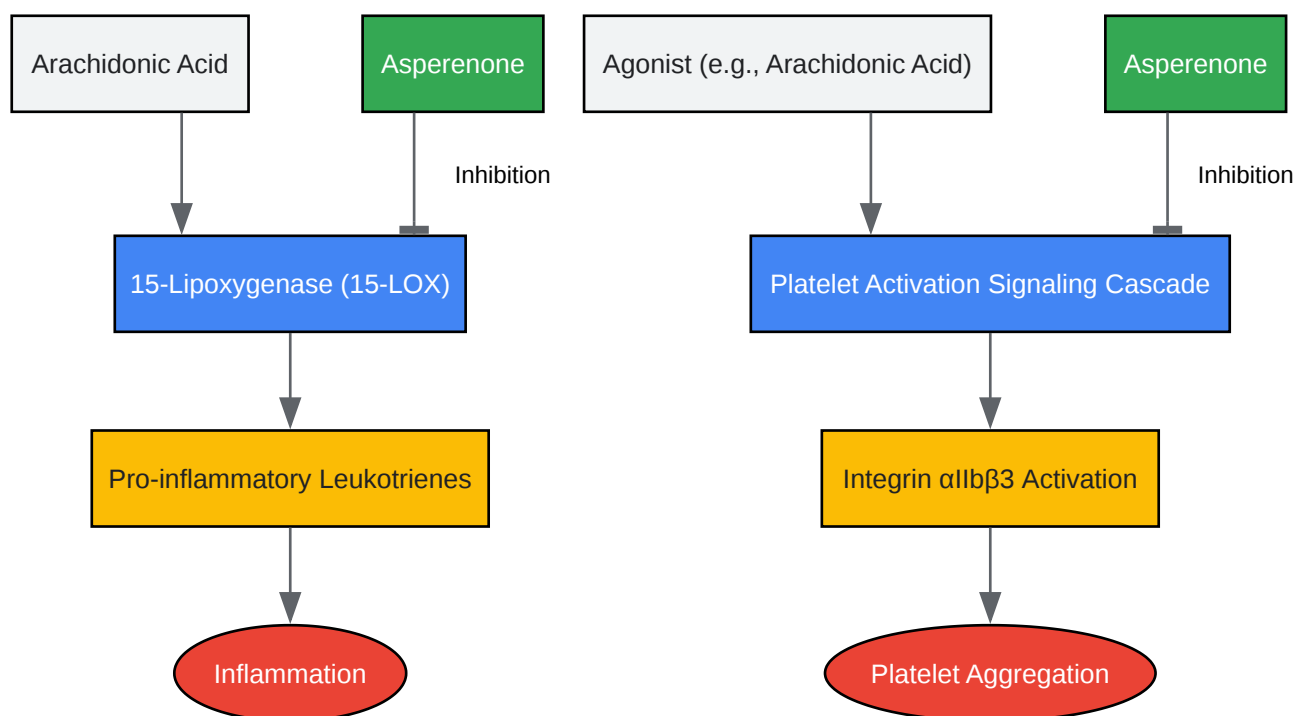 Arachidonic Acid
Asperenone
Inhibition
15-Lipoxygenase (15-LOX)
Pro-inflammatory Leukotrienes
Inflammation
Agonist (e.g., Arachidonic Acid)
Asperenone
Inhibition
Platelet Activation Signaling Cascade
Integrin αIIbβ3 Activation
Platelet Aggregation